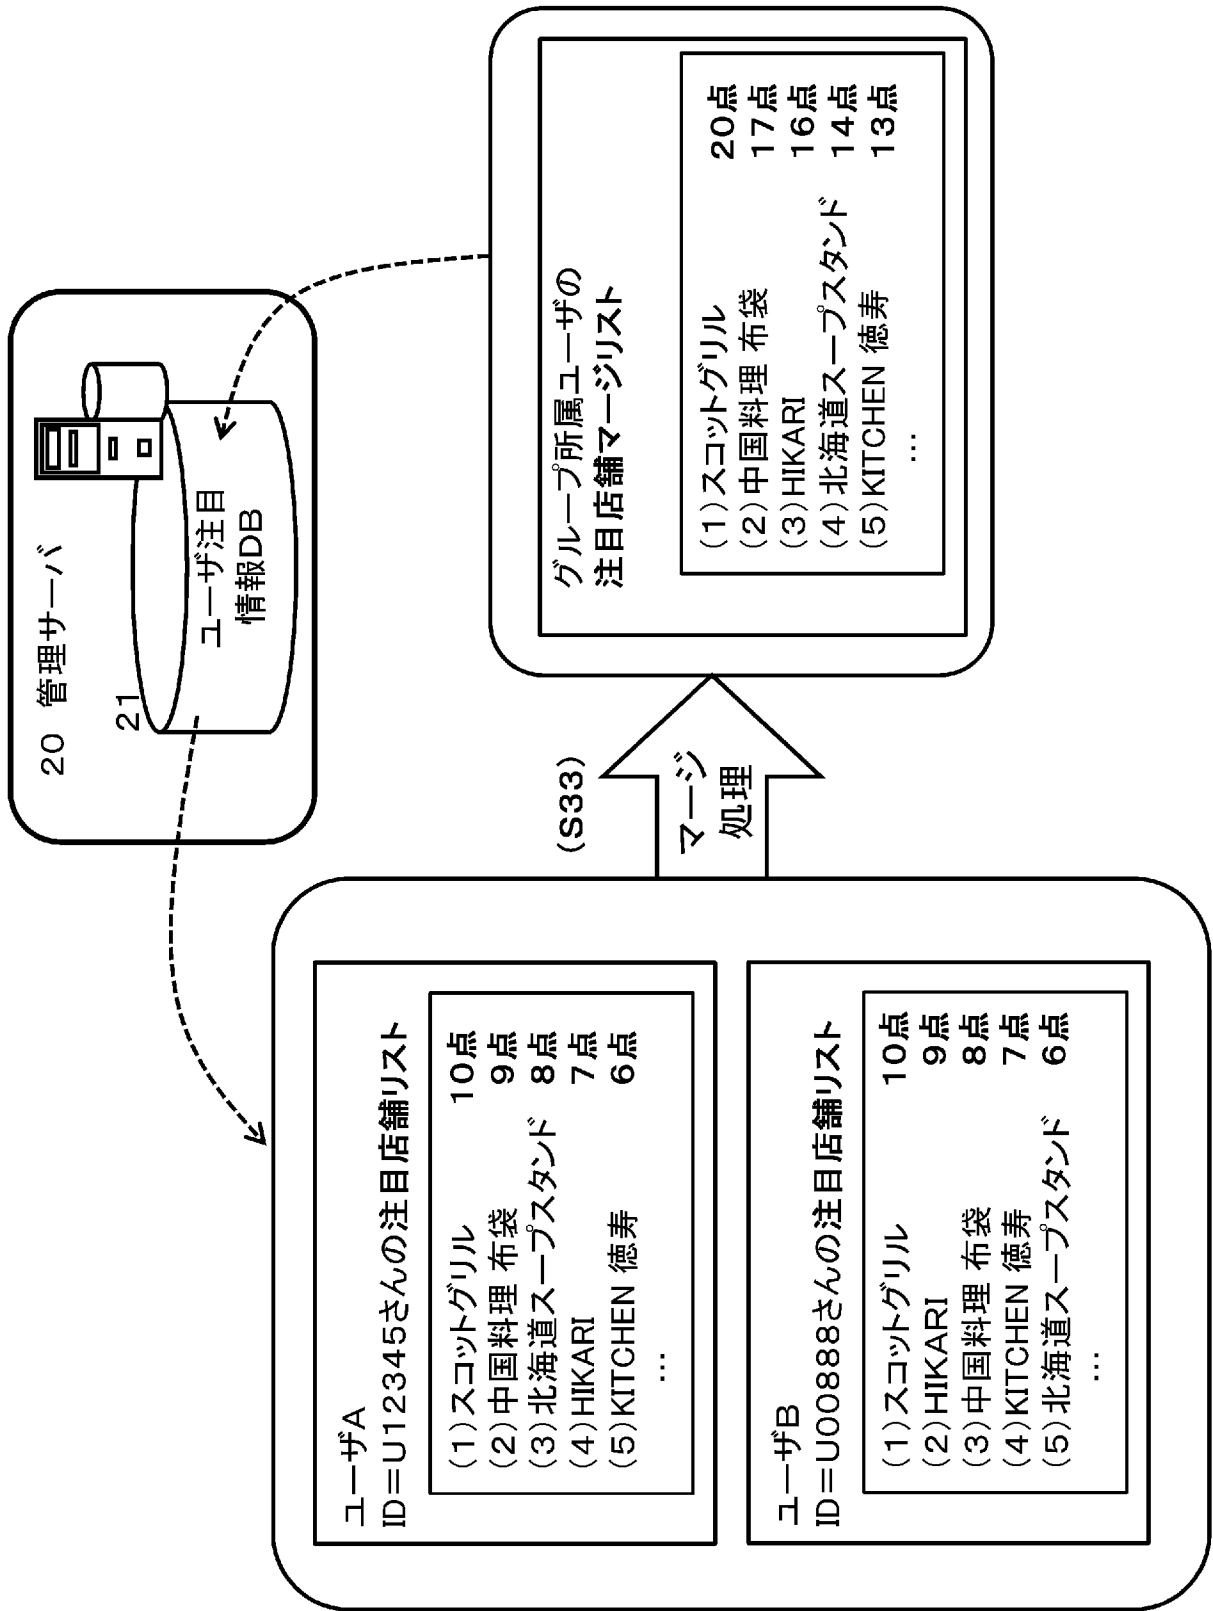 20 管理サーバ
21
ユーザ注目
情報DB
ユーザA
ID=U12345さんの注目店舗リスト
(1)スコットグリル 10点
(2)中国料理 布袋 9点
(3)北海道スープスタンド 8点
(4)HIKARI 7点
(5)KITCHEN 徳寿 6点
…
ユーザB
ID=U00888さんの注目店舗リスト
(1)スコットグリル 10点
(2)HIKARI 9点
(3)中国料理 布袋 8点
(4)KITCHEN 徳寿 7点
(5)北海道スープスタンド 6点
…
(S33)
マージ
処理
グループ所属ユーザの
注目店舗マージリスト
(1)スコットグリル 20点
(2)中国料理 布袋 17点
(3)HIKARI 16点
(4)北海道スープスタンド 14点
(5)KITCHEN 徳寿 13点
…